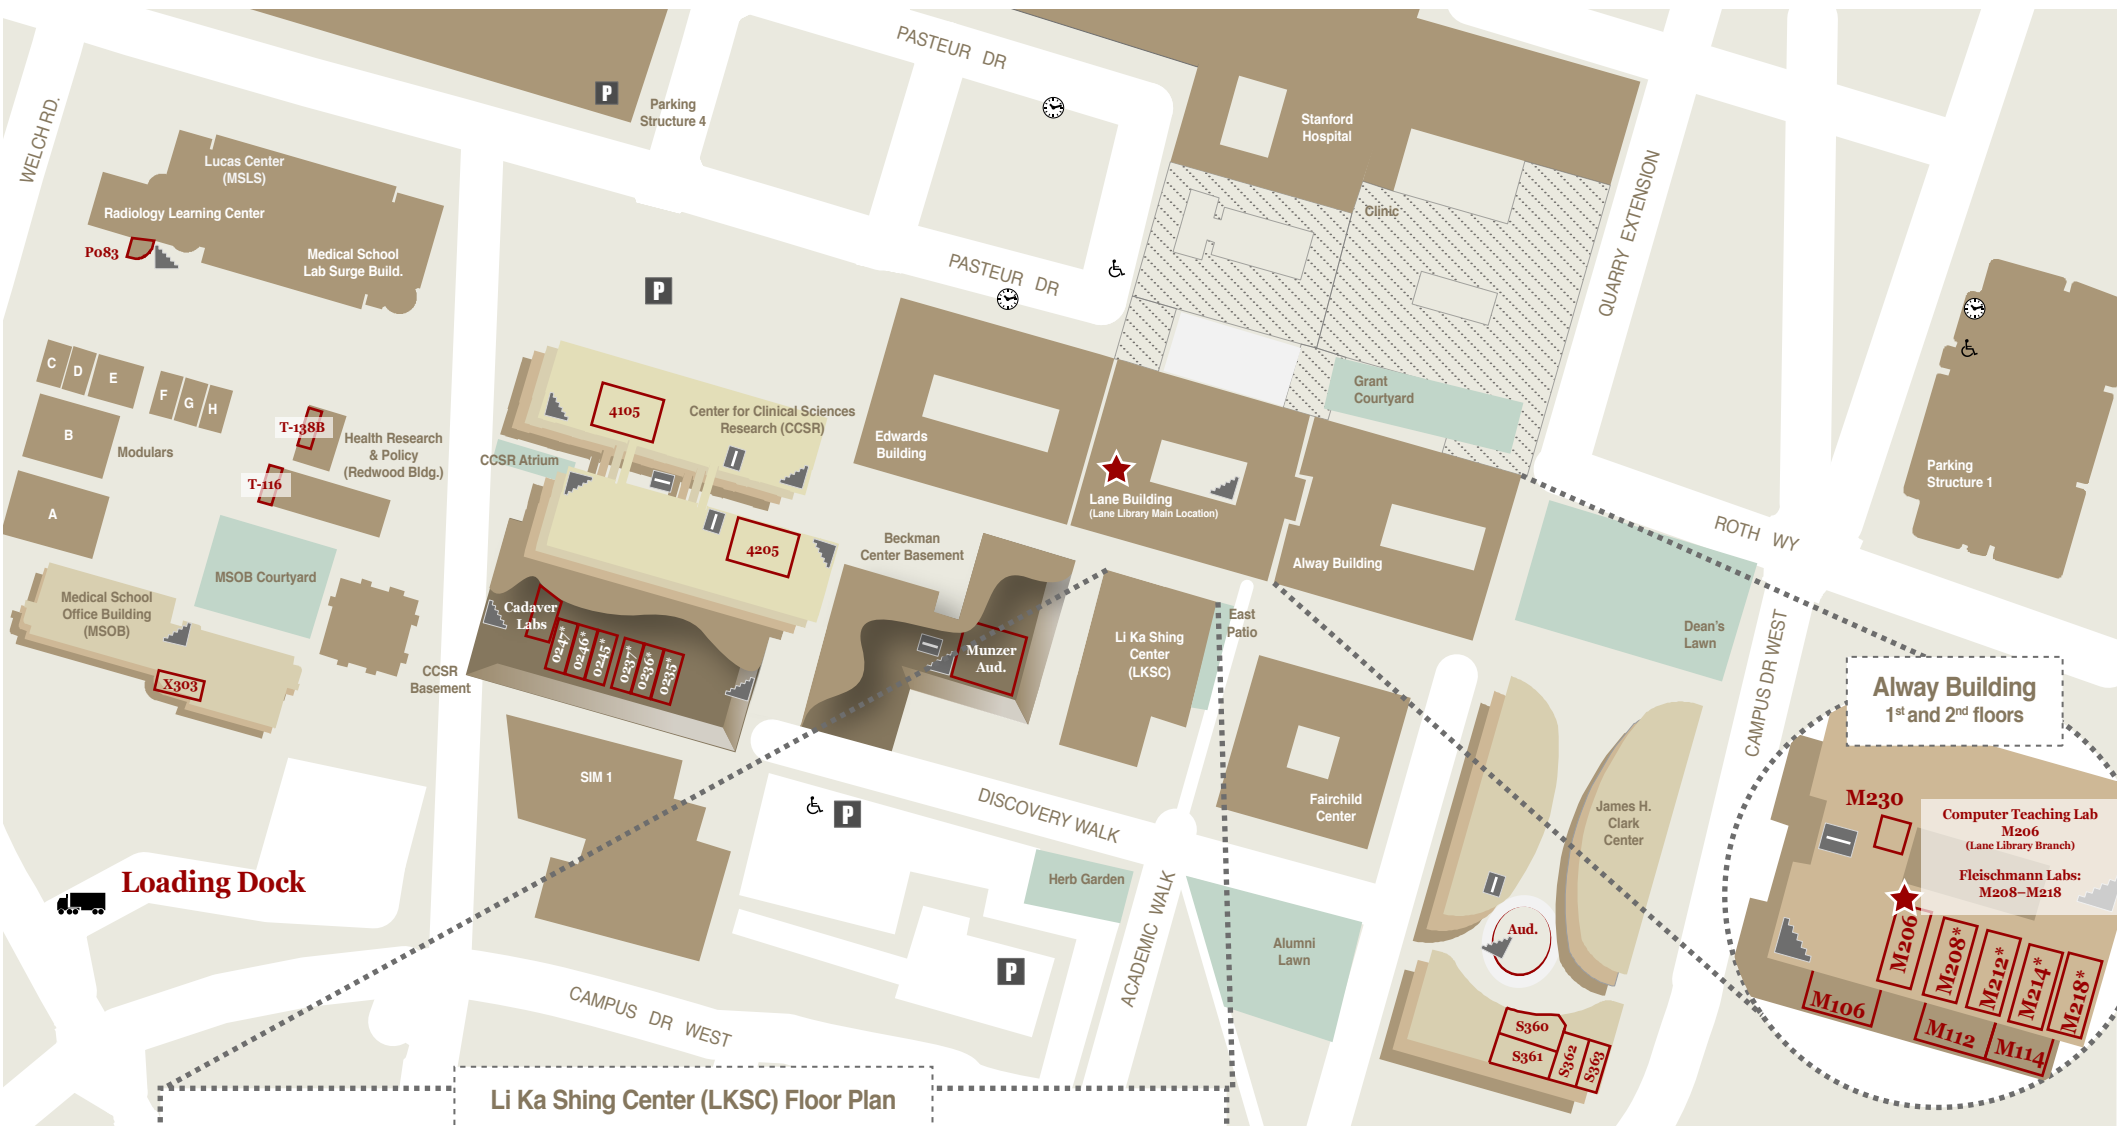 PASTEUR DR
WELCH RD.
P
Parking
Structure 4
Lucas Center
(MSLS)
Radiology Learning Center
P083
Medical School
Lab Surge Build.
P
PASTEUR DR
Stanford
Hospital
Clinic
QUARRY EXTENSION
Grant
Courtyard
C
D
E
F
G
H
B
A
Modulars
T-138B
T-116
Health Research
& Policy
(Redwood Bldg.)
4105
Center for Clinical Sciences
Research (CCSR)
CCSR Atrium
4205
Edwards
Building
Lane Building
(Lane Library Main Location)
Alway Building
Parking
Structure 1
ROTH WY
Beckman
Center Basement
MSOB Courtyard
Medical School
Office Building
(MSOB)
X303
CCSR
Basement
Cadaver
Labs
0247*
0246*
0245*
0237*
0236*
0235*
Munzer
Aud.
Li Ka Shing
Center
(LKSC)
East
Patio
Dean's
Lawn
CAMPUS DR WEST
Alway Building
1st and 2nd floors
SIM 1
P
DISCOVERY WALK
Fairchild
Center
James H.
Clark
Center
M230
Computer Teaching Lab
M206
(Lane Library Branch)
Fleischmann Labs:
M208–M218
Loading Dock
Herb Garden
ACADEMIC WALK
Alumni
Lawn
Aud.
P
M206
M208*
M212*
M214*
M218*
M106
M112
M114
S360
S361
S362
S363
CAMPUS DR WEST
Li Ka Shing Center (LKSC) Floor Plan